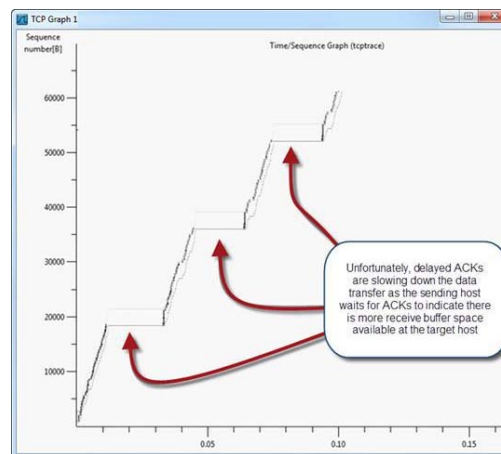 TCP Graph 1
Sequence
number[B]
Time/Sequence Graph (tcptrace)
60000
50000
40000
30000
20000
10000
Unfortunately, delayed ACKs
are slowing down the data
transfer as the sending host
waits for ACKs to indicate there
is more receive buffer space
available at the target host
0.05
0.10
0.15